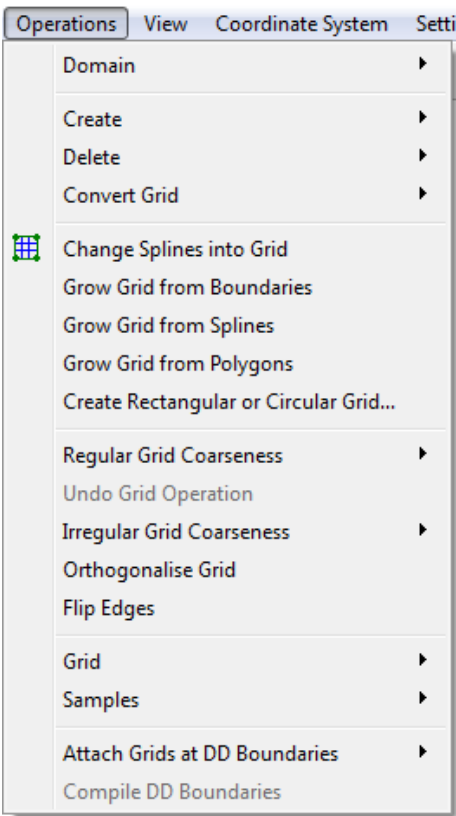 Operations View Coordinate System Setti
Domain
Create
Delete
Convert Grid
Change Splines into Grid
Grow Grid from Boundaries
Grow Grid from Splines
Grow Grid from Polygons
Create Rectangular or Circular Grid...
Regular Grid Coarseness
Undo Grid Operation
Irregular Grid Coarseness
Orthogonalise Grid
Flip Edges
Grid
Samples
Attach Grids at DD Boundaries
Compile DD Boundaries